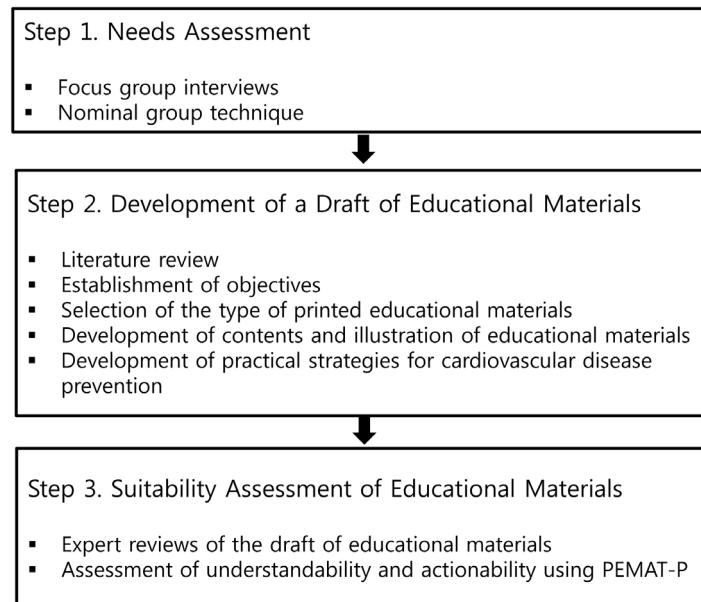 Step 1. Needs Assessment
▪ Focus group interviews
▪ Nominal group technique
Step 2. Development of a Draft of Educational Materials
▪ Literature review
▪ Establishment of objectives
▪ Selection of the type of printed educational materials
▪ Development of contents and illustration of educational materials
▪ Development of practical strategies for cardiovascular disease
prevention
Step 3. Suitability Assessment of Educational Materials
▪ Expert reviews of the draft of educational materials
▪ Assessment of understandability and actionability using PEMAT-P